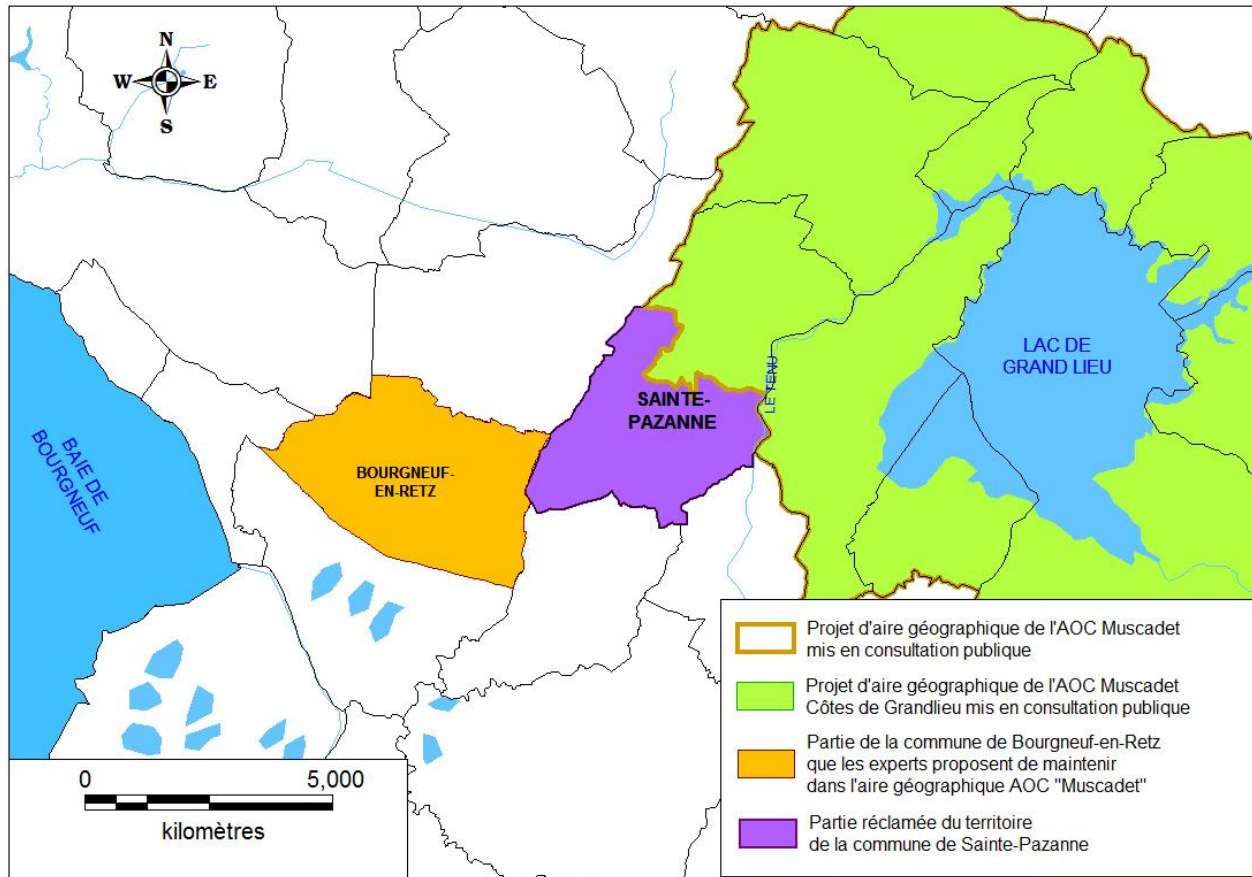 N
W E
S
LAC DE
GRAND LIEU
LE TENU
SAINTE-
PAZANNE
BOURGNEUF-
EN-RETZ
BAIE DE
BOURGNEUF
0 5,000
kilomètres
Projet d'aire géographique de l'AOC Muscadet
mis en consultation publique
Projet d'aire géographique de l'AOC Muscadet
Côtes de Grandlieu mis en consultation publique
Partie de la commune de Bourgneuf-en-Retz
que les experts proposent de maintenir
dans l'aire géographique AOC "Muscadet"
Partie réclamée du territoire
de la commune de Sainte-Pazanne